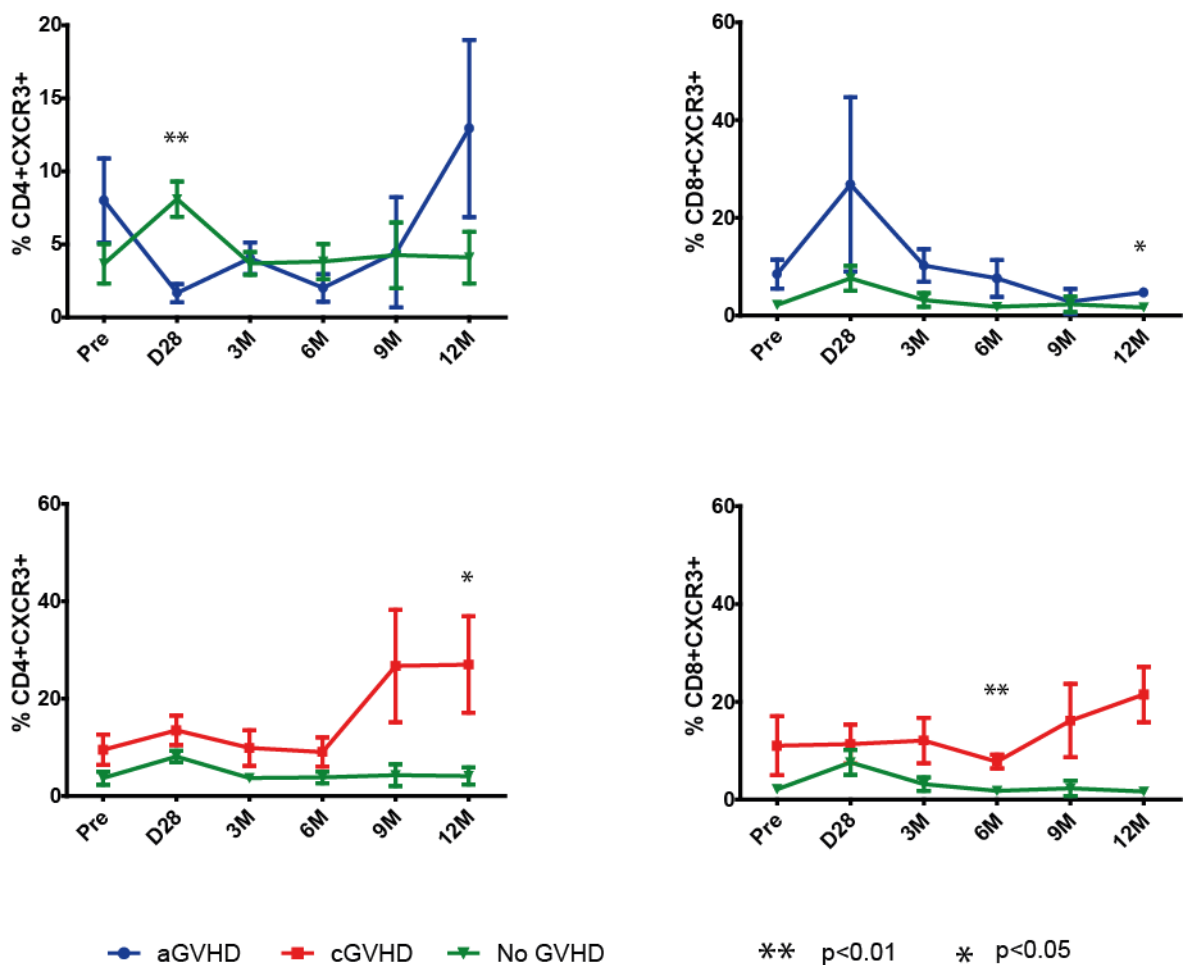 % CD4+CXCR3+
20
15
10
5
0
**
Pre
D28
3M
6M
9M
12M
% CD8+CXCR3+
60
40
20
0
*
Pre
D28
3M
6M
9M
12M
% CD4+CXCR3+
60
40
20
0
*
Pre
D28
3M
6M
9M
12M
% CD8+CXCR3+
60
40
20
0
**
Pre
D28
3M
6M
9M
12M
aGVHD cGVHD No GVHD ** p<0.01 * p<0.05